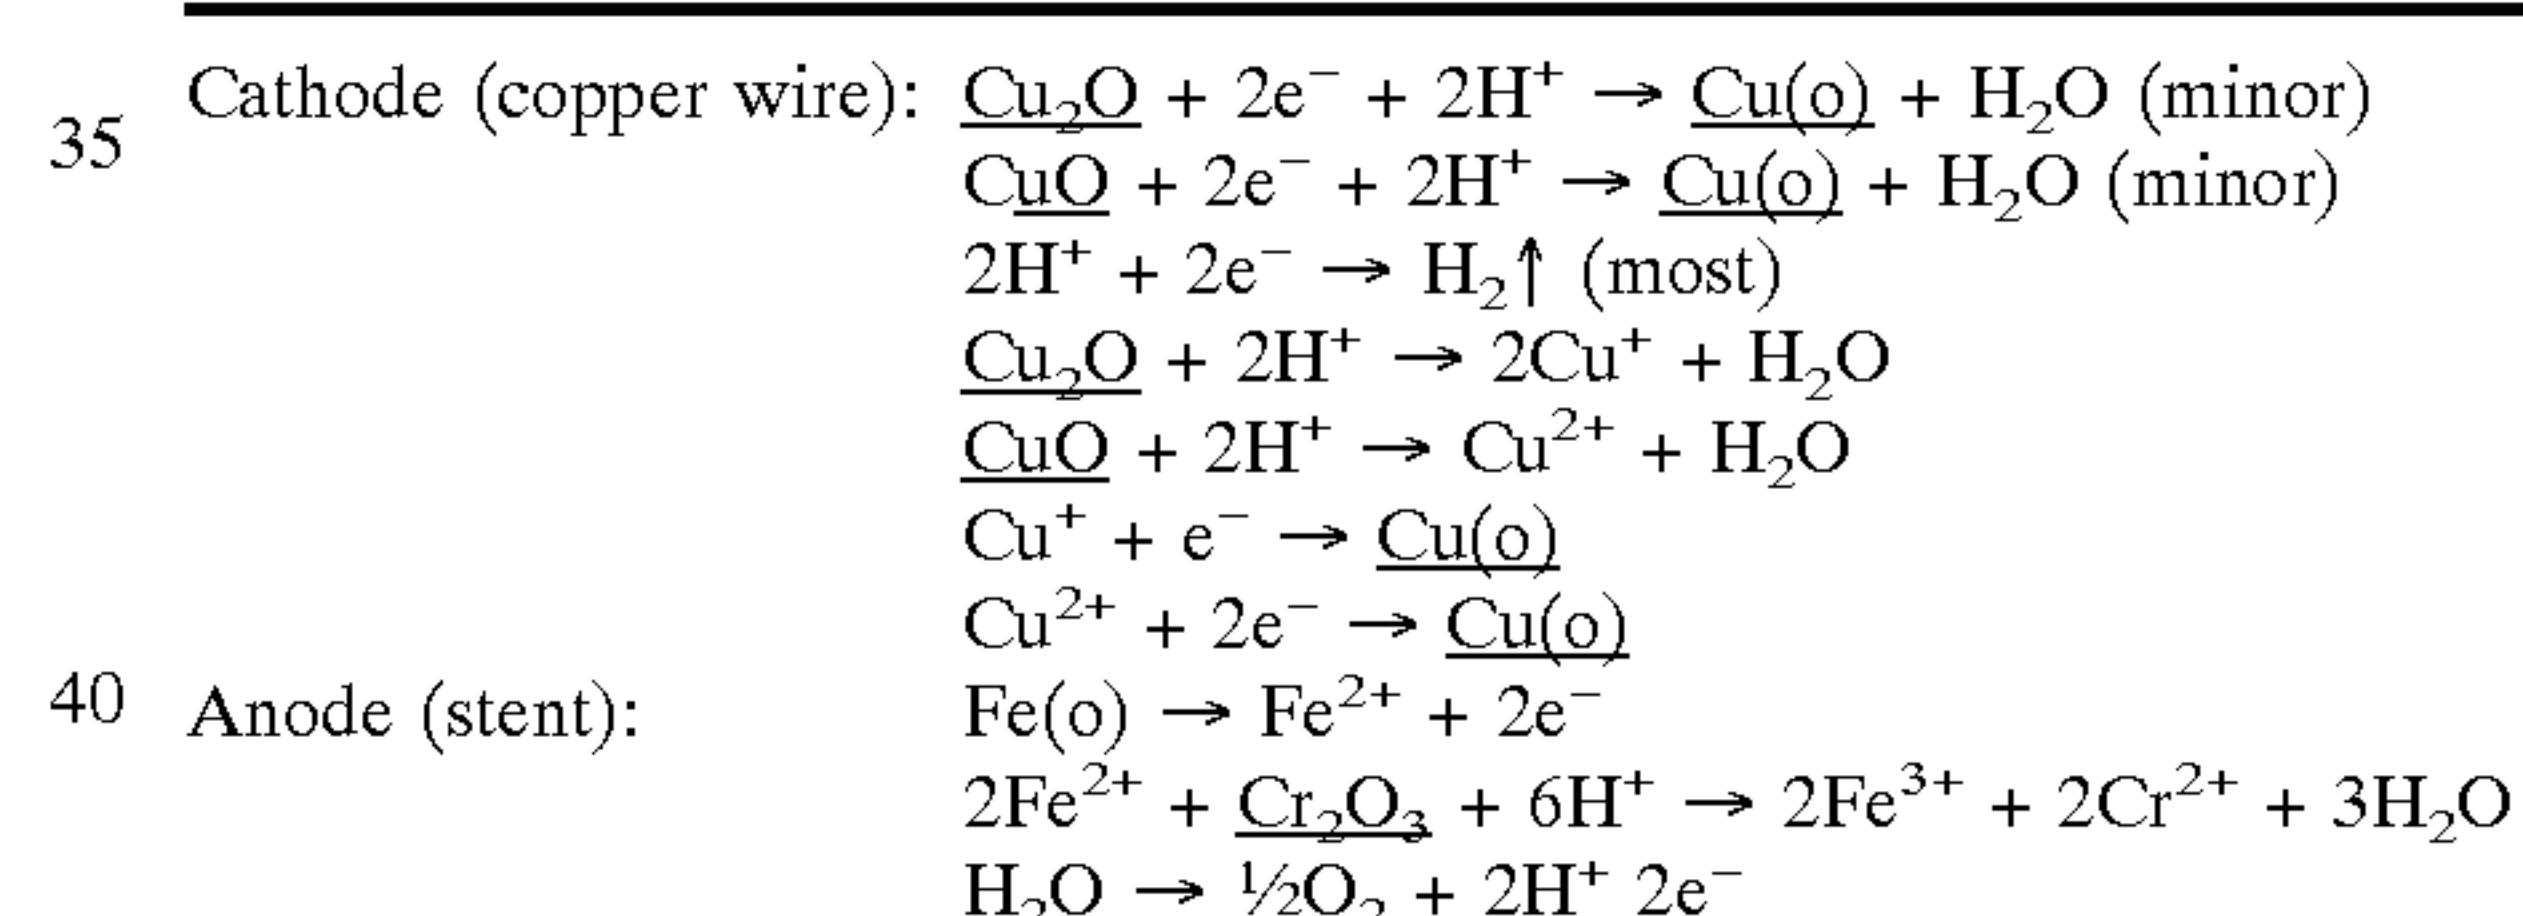 Cathode (copper wire): Cu₂O + 2e⁻ + 2H⁺ → Cu(o) + H₂O (minor)
35
CuO + 2e⁻ + 2H⁺ → Cu(o) + H₂O (minor)
2H⁺ + 2e⁻ → H₂↑ (most)
Cu₂O + 2H⁺ → 2Cu⁺ + H₂O
CuO + 2H⁺ → Cu²⁺ + H₂O
Cu⁺ + e⁻ → Cu(o)
Cu²⁺ + 2e⁻ → Cu(o)
40 Anode (stent): Fe(o) → Fe²⁺ + 2e⁻
2Fe²⁺ + Cr₂O₃ + 6H⁺ → 2Fe³⁺ + 2Cr²⁺ + 3H₂O
H₂O → ½O₂ + 2H⁺ 2e⁻